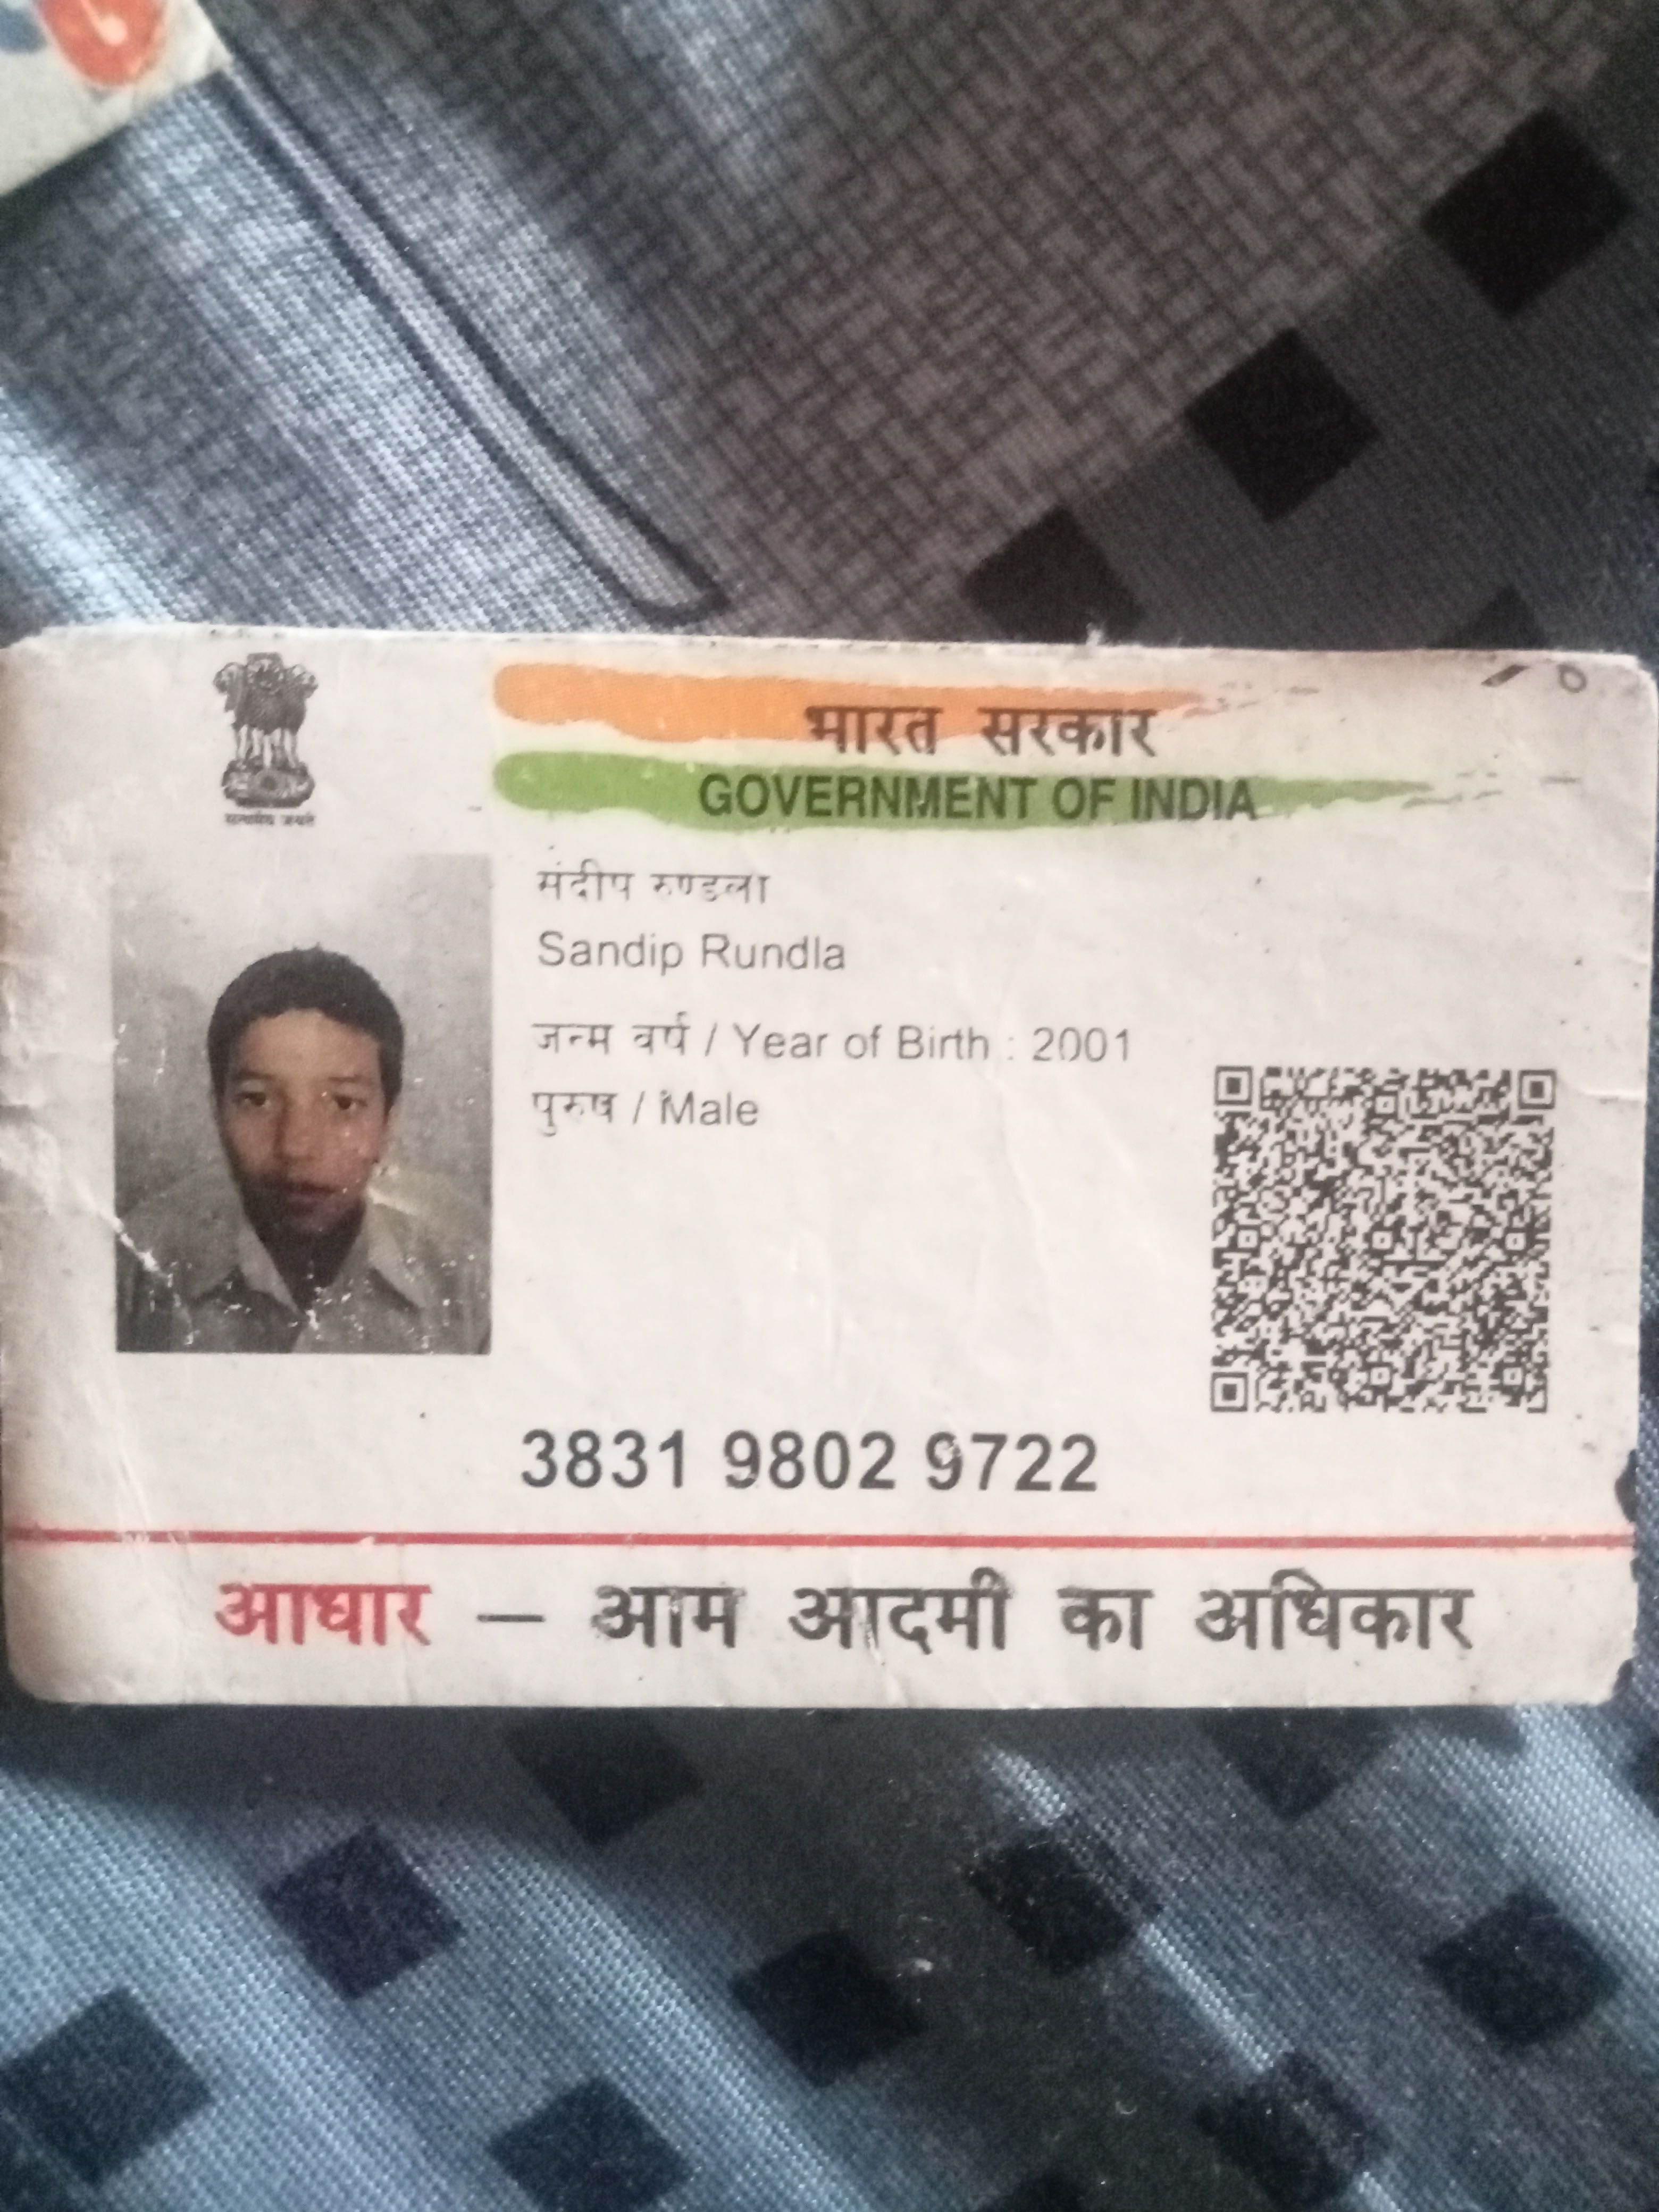 सत्यमेव जयते
भारत सरकार
GOVERNMENT OF INDIA
संदीप रुण्डला
Sandip Rundla
जन्म वर्ष / Year of Birth : 2001
पुरुष / Male
3831 9802 9722
आधार — आम आदमी का अधिकार